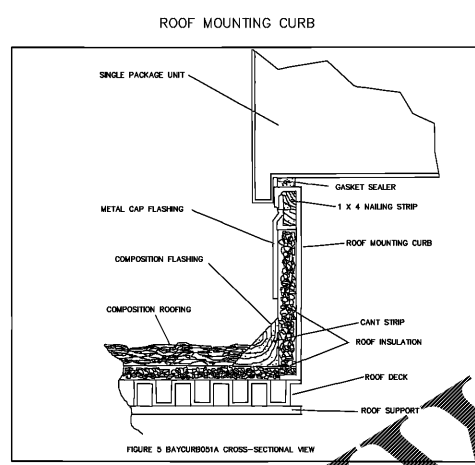 ROOF MOUNTING CURB
SINGLE PACKAGE UNIT
GASKET SEALER
1 X 4 NAILING STRIP
METAL CAP FLASHING
ROOF MOUNTING CURB
COMPOSITION FLASHING
COMPOSITION ROOFING
CANT STRIP
ROOF INSULATION
ROOF DECK
ROOF SUPPORT
FIGURE 5 BAYCURB051A CROSS-SECTIONAL VIEW